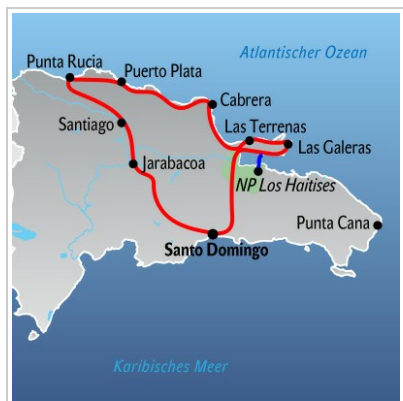 Atlantischer Ozean
Punta Rucia
Puerto Plata
Cabrera
Santiago
Las Terrenas
Las Galeras
Jarabacoa
NP Los Haitises
Punta Cana
Santo Domingo
Karibisches Meer